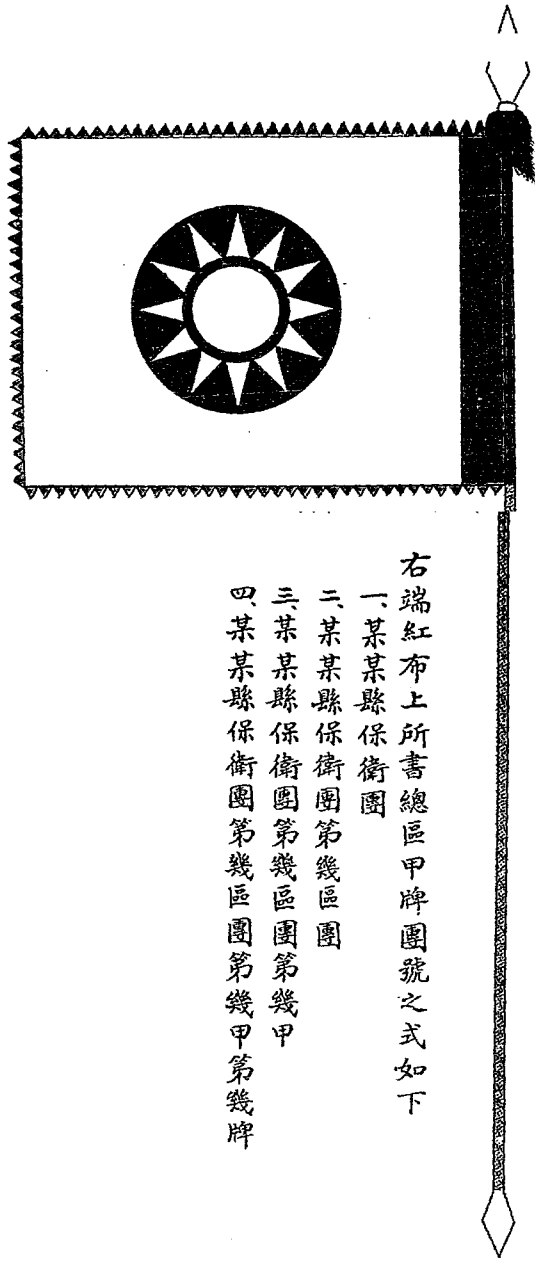 右端紅布上所書總區甲牌團號之式如下
一、某某縣保衛團
二、某某縣保衛團第幾區團
三、某某縣保衛團第幾區團第幾甲
四、某某縣保衛團第幾區團第幾甲第幾牌